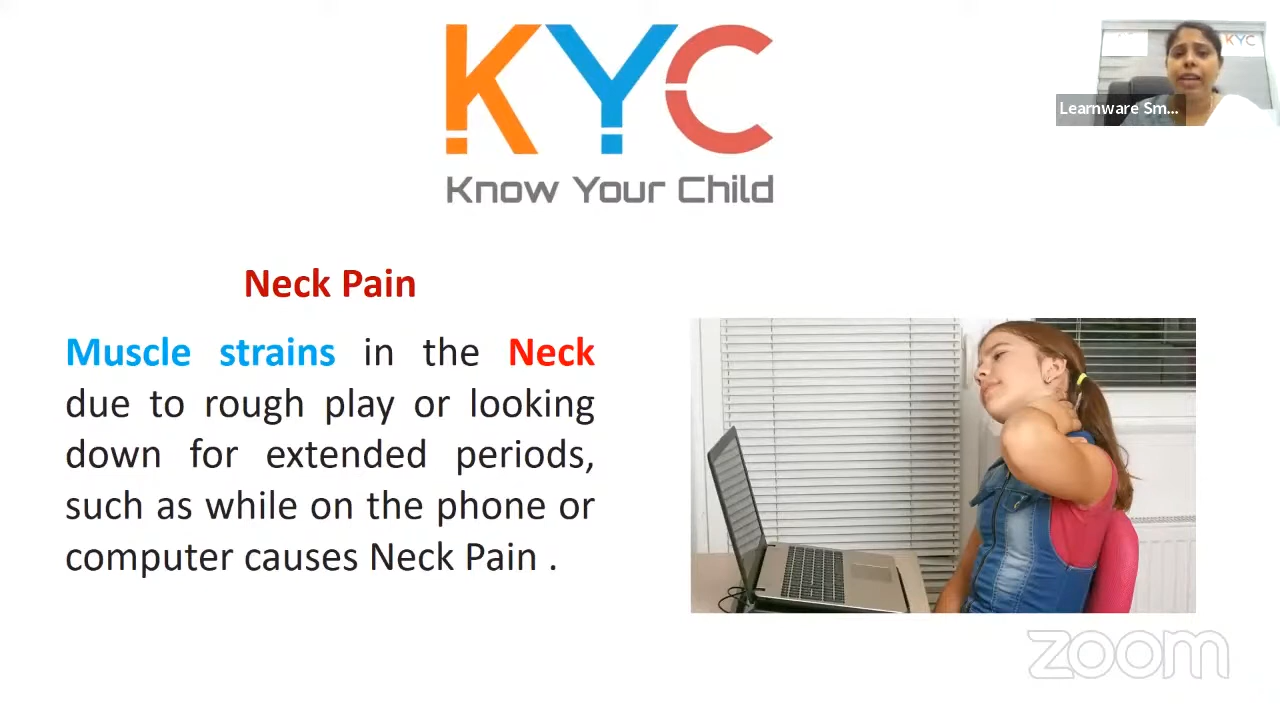 KYC
Know Your Child
KYC
Learnware Sm...
Neck Pain
Muscle strains in the Neck
due to rough play or looking
down for extended periods,
such as while on the phone or
computer causes Neck Pain .
zoom